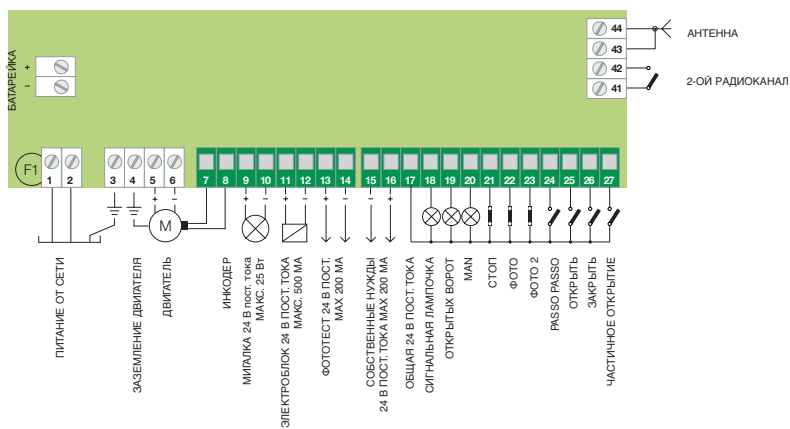 БАТАРЕЙКА
+
−
44
43
42
41
АНТЕННА
2-ОЙ РАДИОКАНАЛ
F1
1 2 3 4 5 6 7 8 9 10 11 12 13 14 15 16 17 18 19 20 21 22 23 24 25 26 27
+ − + − + − + − − +
M
ПИТАНИЕ ОТ СЕТИ
ЗАЗЕМЛЕНИЕ ДВИГАТЕЛЯ
ДВИГАТЕЛЬ
ИНКОДЕР
МИГАЛКА 24 В пост. тока
МАКС. 25 Вт
ЭЛЕКТРОБЛОК 24 В ПОСТ. ТОКА
МАКС. 500 МА
ФОТОТЕСТ 24 В ПОСТ.
MAX 200 МА
СОБСТВЕННЫЕ НУЖДЫ
24 В ПОСТ. ТОКА MAX 200 МА
ОБЩАЯ 24 В ПОСТ. ТОКА
СИГНАЛЬНАЯ ЛАМПОЧКА
ОТКРЫТЫХ ВОРОТ
MAN
СТОП
ФОТО
ФОТО 2
PASSO PASSO
ОТКРЫТЬ
ЗАКРЫТЬ
ЧАСТИЧНОЕ ОТКРЫТИЕ